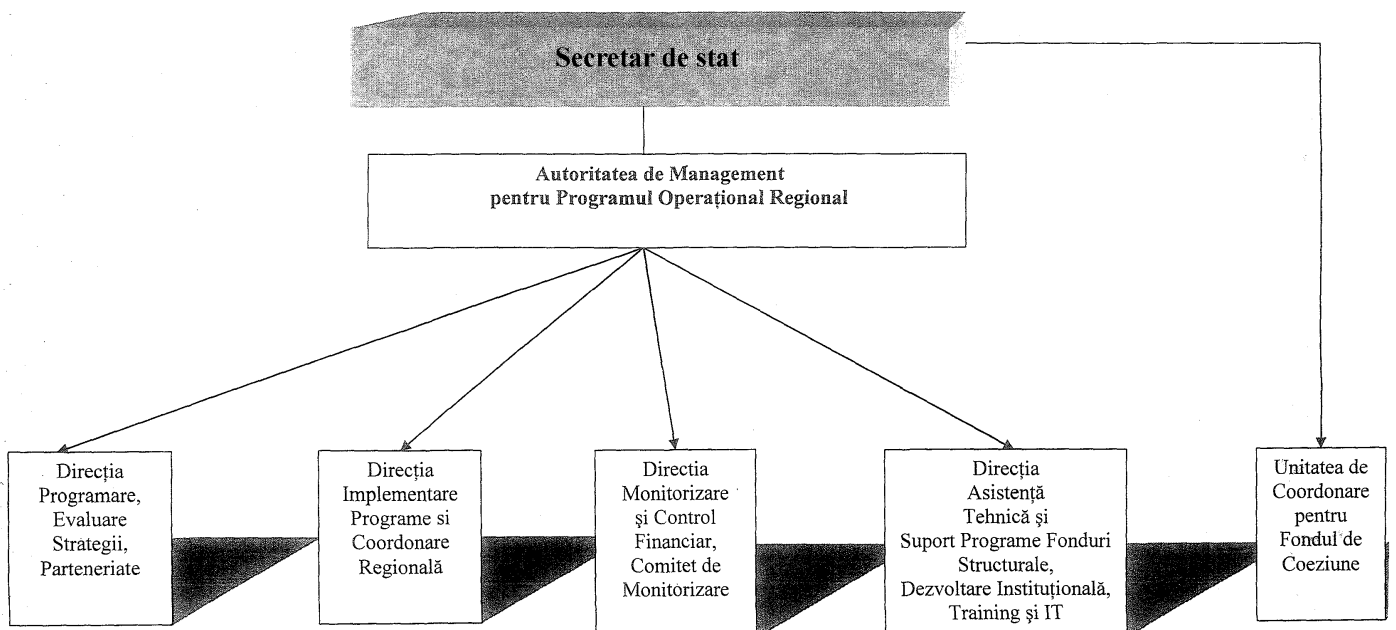 Secretar de stat
Autoritatea de Management
pentru Programul Operațional Regional
Direcția
Programare,
Evaluare
Strategii,
Parteneriate
Direcția
Implementare
Programe si
Coordonare
Regională
Directia
Monitorizare
şi Control
Financiar,
Comitet de
Monitorizare
Direcția
Asistență
Tehnică şi
Suport Programe Fonduri
Structurale,
Dezvoltare Instituțională,
Training şi IT
Unitatea de
Coordonare
pentru
Fondul de
Coeziune